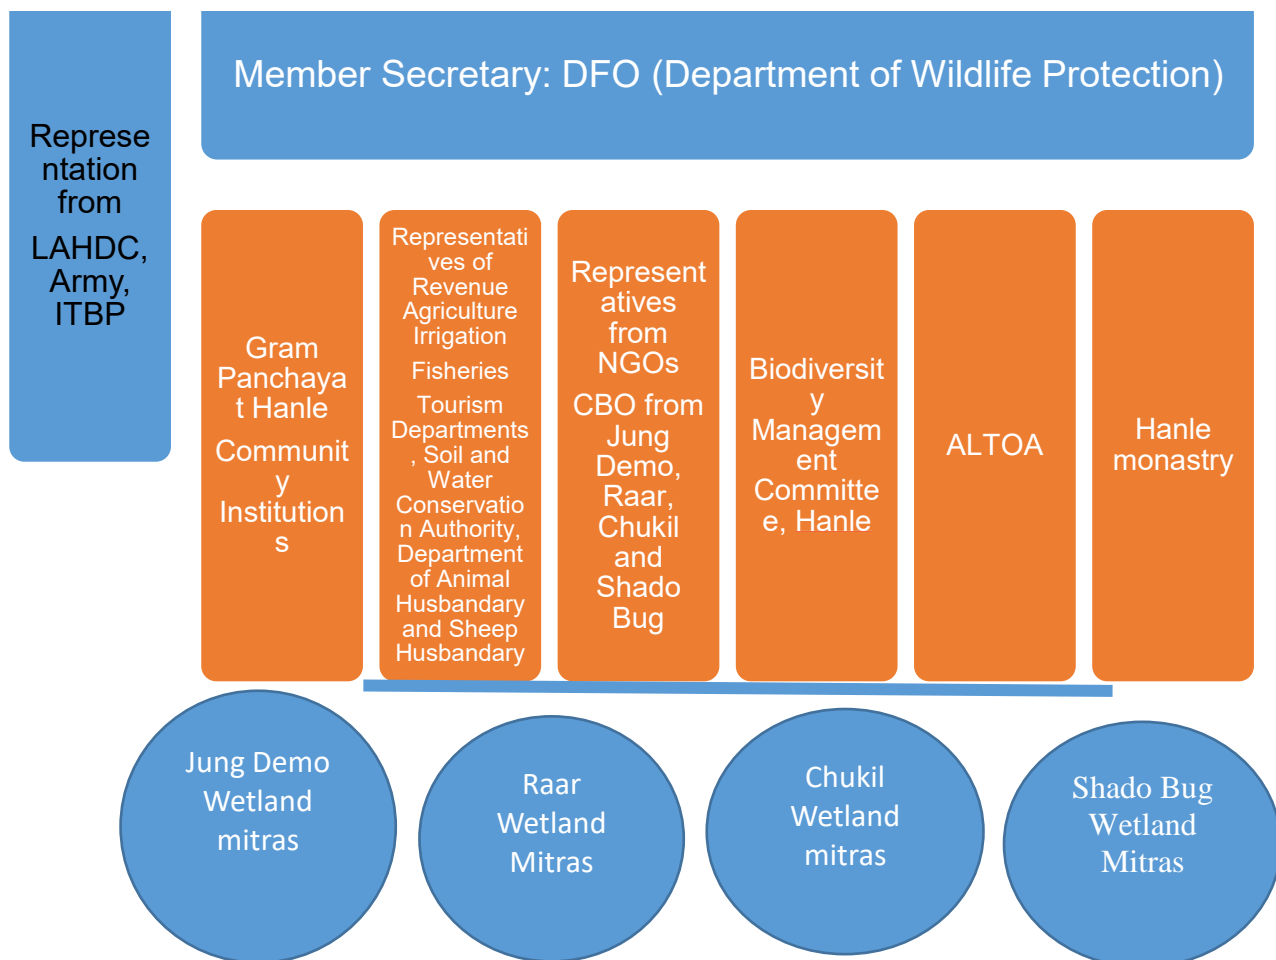 Member Secretary: DFO (Department of Wildlife Protection)
Represe
ntation
from
LAHDC,
Army,
ITBP
Gram
Panchaya
t Hanle
Communit
y
Institution
s
Representati
ves of
Revenue
Agriculture
Irrigation
Fisheries
Tourism
Departments
, Soil and
Water
Conservatio
n Authority,
Department
of Animal
Husbandary
and Sheep
Husbandary
Represent
atives
from
NGOs
CBO from
Jung
Demo,
Raar,
Chukil
and
Shado
Bug
Biodiversit
y
Managem
ent
Committe
e, Hanle
ALTOA
Hanle
monastry
Jung Demo
Wetland
mitras
Raar
Wetland
Mitras
Chukil
Wetland
mitras
Shado Bug
Wetland
Mitras